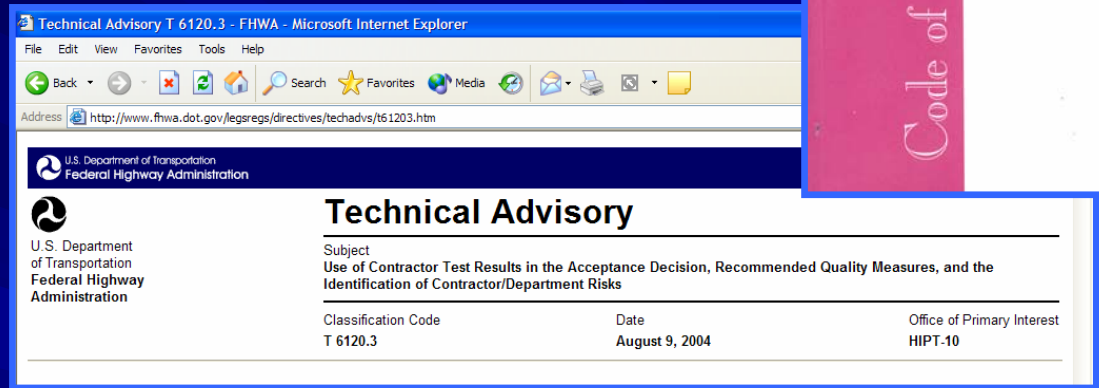 Technical Advisory T 6120.3 - FHWA - Microsoft Internet Explorer
File Edit View Favorites Tools Help
Back Search Favorites Media
Address http://www.fhwa.dot.gov/legsregs/directives/techadvs/t61203.htm
U.S. Department of Transportation
Federal Highway Administration
U.S. Department
of Transportation
Federal Highway
Administration
Technical Advisory
Subject
Use of Contractor Test Results in the Acceptance Decision, Recommended Quality Measures, and the
Identification of Contractor/Department Risks
Classification Code Date Office of Primary Interest
T 6120.3 August 9, 2004 HIPT-10
Code of